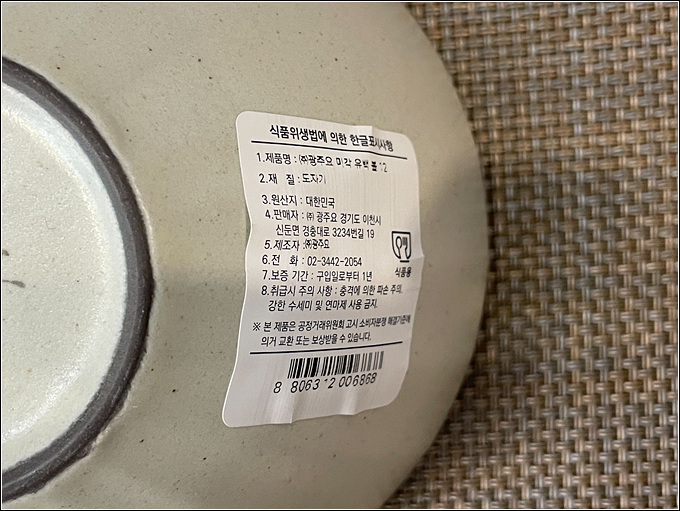 식품위생법에 의한 한글표시사항
1.제품명 : ㈜광주요 미각 유백 볼 12
2.재 질 : 도자기
3.원산지 : 대한민국
4.판매자 : ㈜ 광주요 경기도 이천시
신둔면 경충대로 3234번길 19
5.제조자 : ㈜광주요
6.전 화 : 02-3442-2054
7.보증 기간 : 구입일로부터 1년
8.취급시 주의 사항 : 충격에 의한 파손 주의,
강한 수세미 및 연마제 사용 금지.
식품용
※ 본 제품은 공정거래위원회 고시 소비자분쟁 해결기준에
의거 교환 또는 보상받을 수 있습니다.
8 8063 12 006868